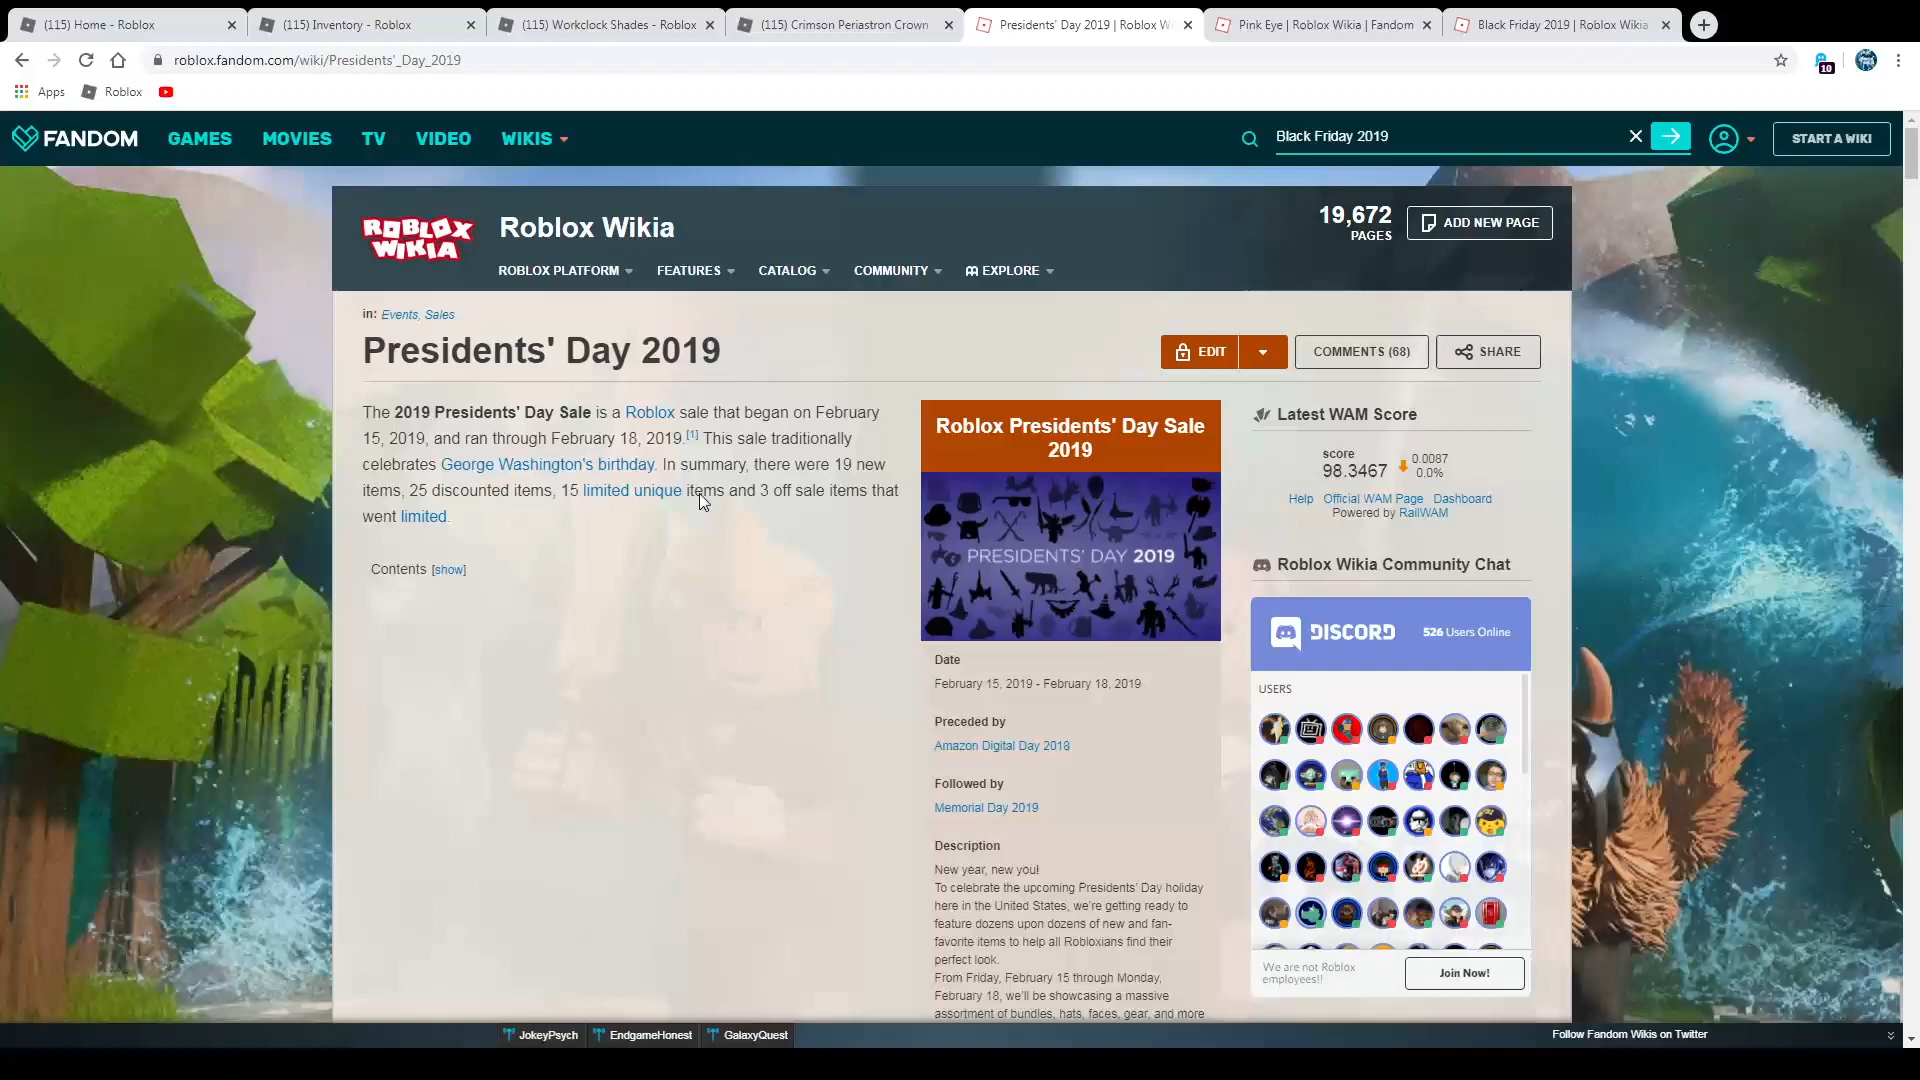 (115) Home - Roblox
(115) Inventory - Roblox
(115) Workclock Shades - Roblox
(115) Crimson Periastron Crown
Presidents' Day 2019 | Roblox W
Pink Eye | Roblox Wikia | Fandom
Black Friday 2019 | Roblox Wikia
roblox.fandom.com/wiki/Presidents'_Day_2019
10
Apps
Roblox
FANDOM
GAMES
MOVIES
TV
VIDEO
WIKIS
Black Friday 2019
START A WIKI
ROBLOX
WIKIA
Roblox Wikia
19,672
PAGES
ADD NEW PAGE
ROBLOX PLATFORM
FEATURES
CATALOG
COMMUNITY
EXPLORE
in: Events, Sales
Presidents' Day 2019
EDIT
COMMENTS (68)
SHARE
The 2019 Presidents' Day Sale is a Roblox sale that began on February
15, 2019, and ran through February 18, 2019.[1] This sale traditionally
celebrates George Washington's birthday. In summary, there were 19 new
items, 25 discounted items, 15 limited unique items and 3 off sale items that
went limited.
Contents [show]
Roblox Presidents' Day Sale
2019
PRESIDENTS' DAY 2019
Date
February 15, 2019 - February 18, 2019
Preceded by
Amazon Digital Day 2018
Followed by
Memorial Day 2019
Description
New year, new you!
To celebrate the upcoming Presidents' Day holiday
here in the United States, we're getting ready to
feature dozens upon dozens of new and fan-
favorite items to help all Robloxians find their
perfect look.
From Friday, February 15 through Monday,
February 18, we'll be showcasing a massive
assortment of bundles, hats, faces, gear, and more
Latest WAM Score
score
98.3467
0.0087
0.0%
Help Official WAM Page Dashboard
Powered by RailWAM
Roblox Wikia Community Chat
DISCORD
526 Users Online
USERS
We are not Roblox
employees!!
Join Now!
JokeyPsych
EndgameHonest
GalaxyQuest
Follow Fandom Wikis on Twitter